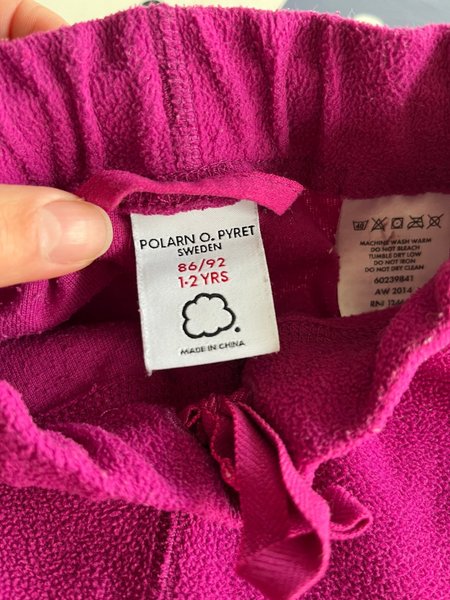 POLARN O. PYRET
SWEDEN
86/92
1-2 YRS
MADE IN CHINA
MACHINE WASH WARM
DO NOT BLEACH
TUMBLE DRY LOW
DO NOT IRON
DO NOT DRY CLEAN
60239841
AW 2014
RN: